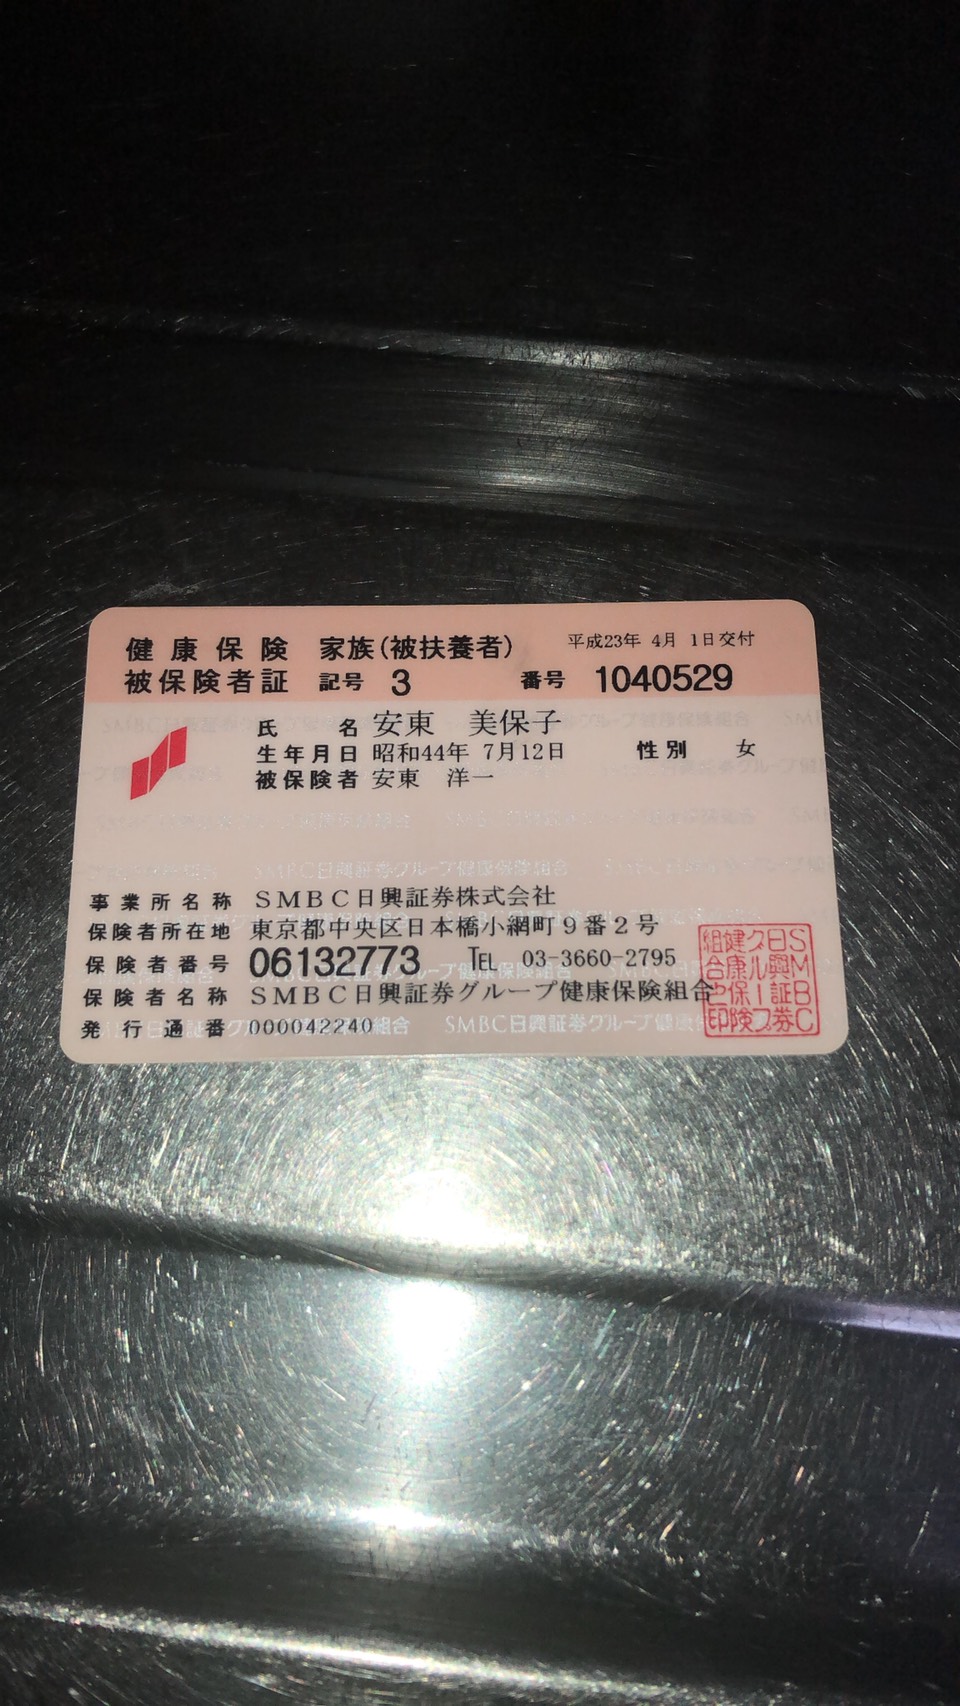 健康保険 家族(被扶養者) 平成23年 4月 1日交付
被保険者証 記号 3 番号 1040529
氏名 安東 美保子
生年月日 昭和44年 7月12日 性別 女
被保険者 安東 洋一
事業所名称 SMBC日興証券株式会社
保険者所在地 東京都中央区日本橋小網町9番2号
保険者番号 06132773 TEL 03-3660-2795
保険者名称 SMBC日興証券グループ健康保険組合
発行通番 000042240
SMBC
日興証券
グループ
健康保険
組合之印